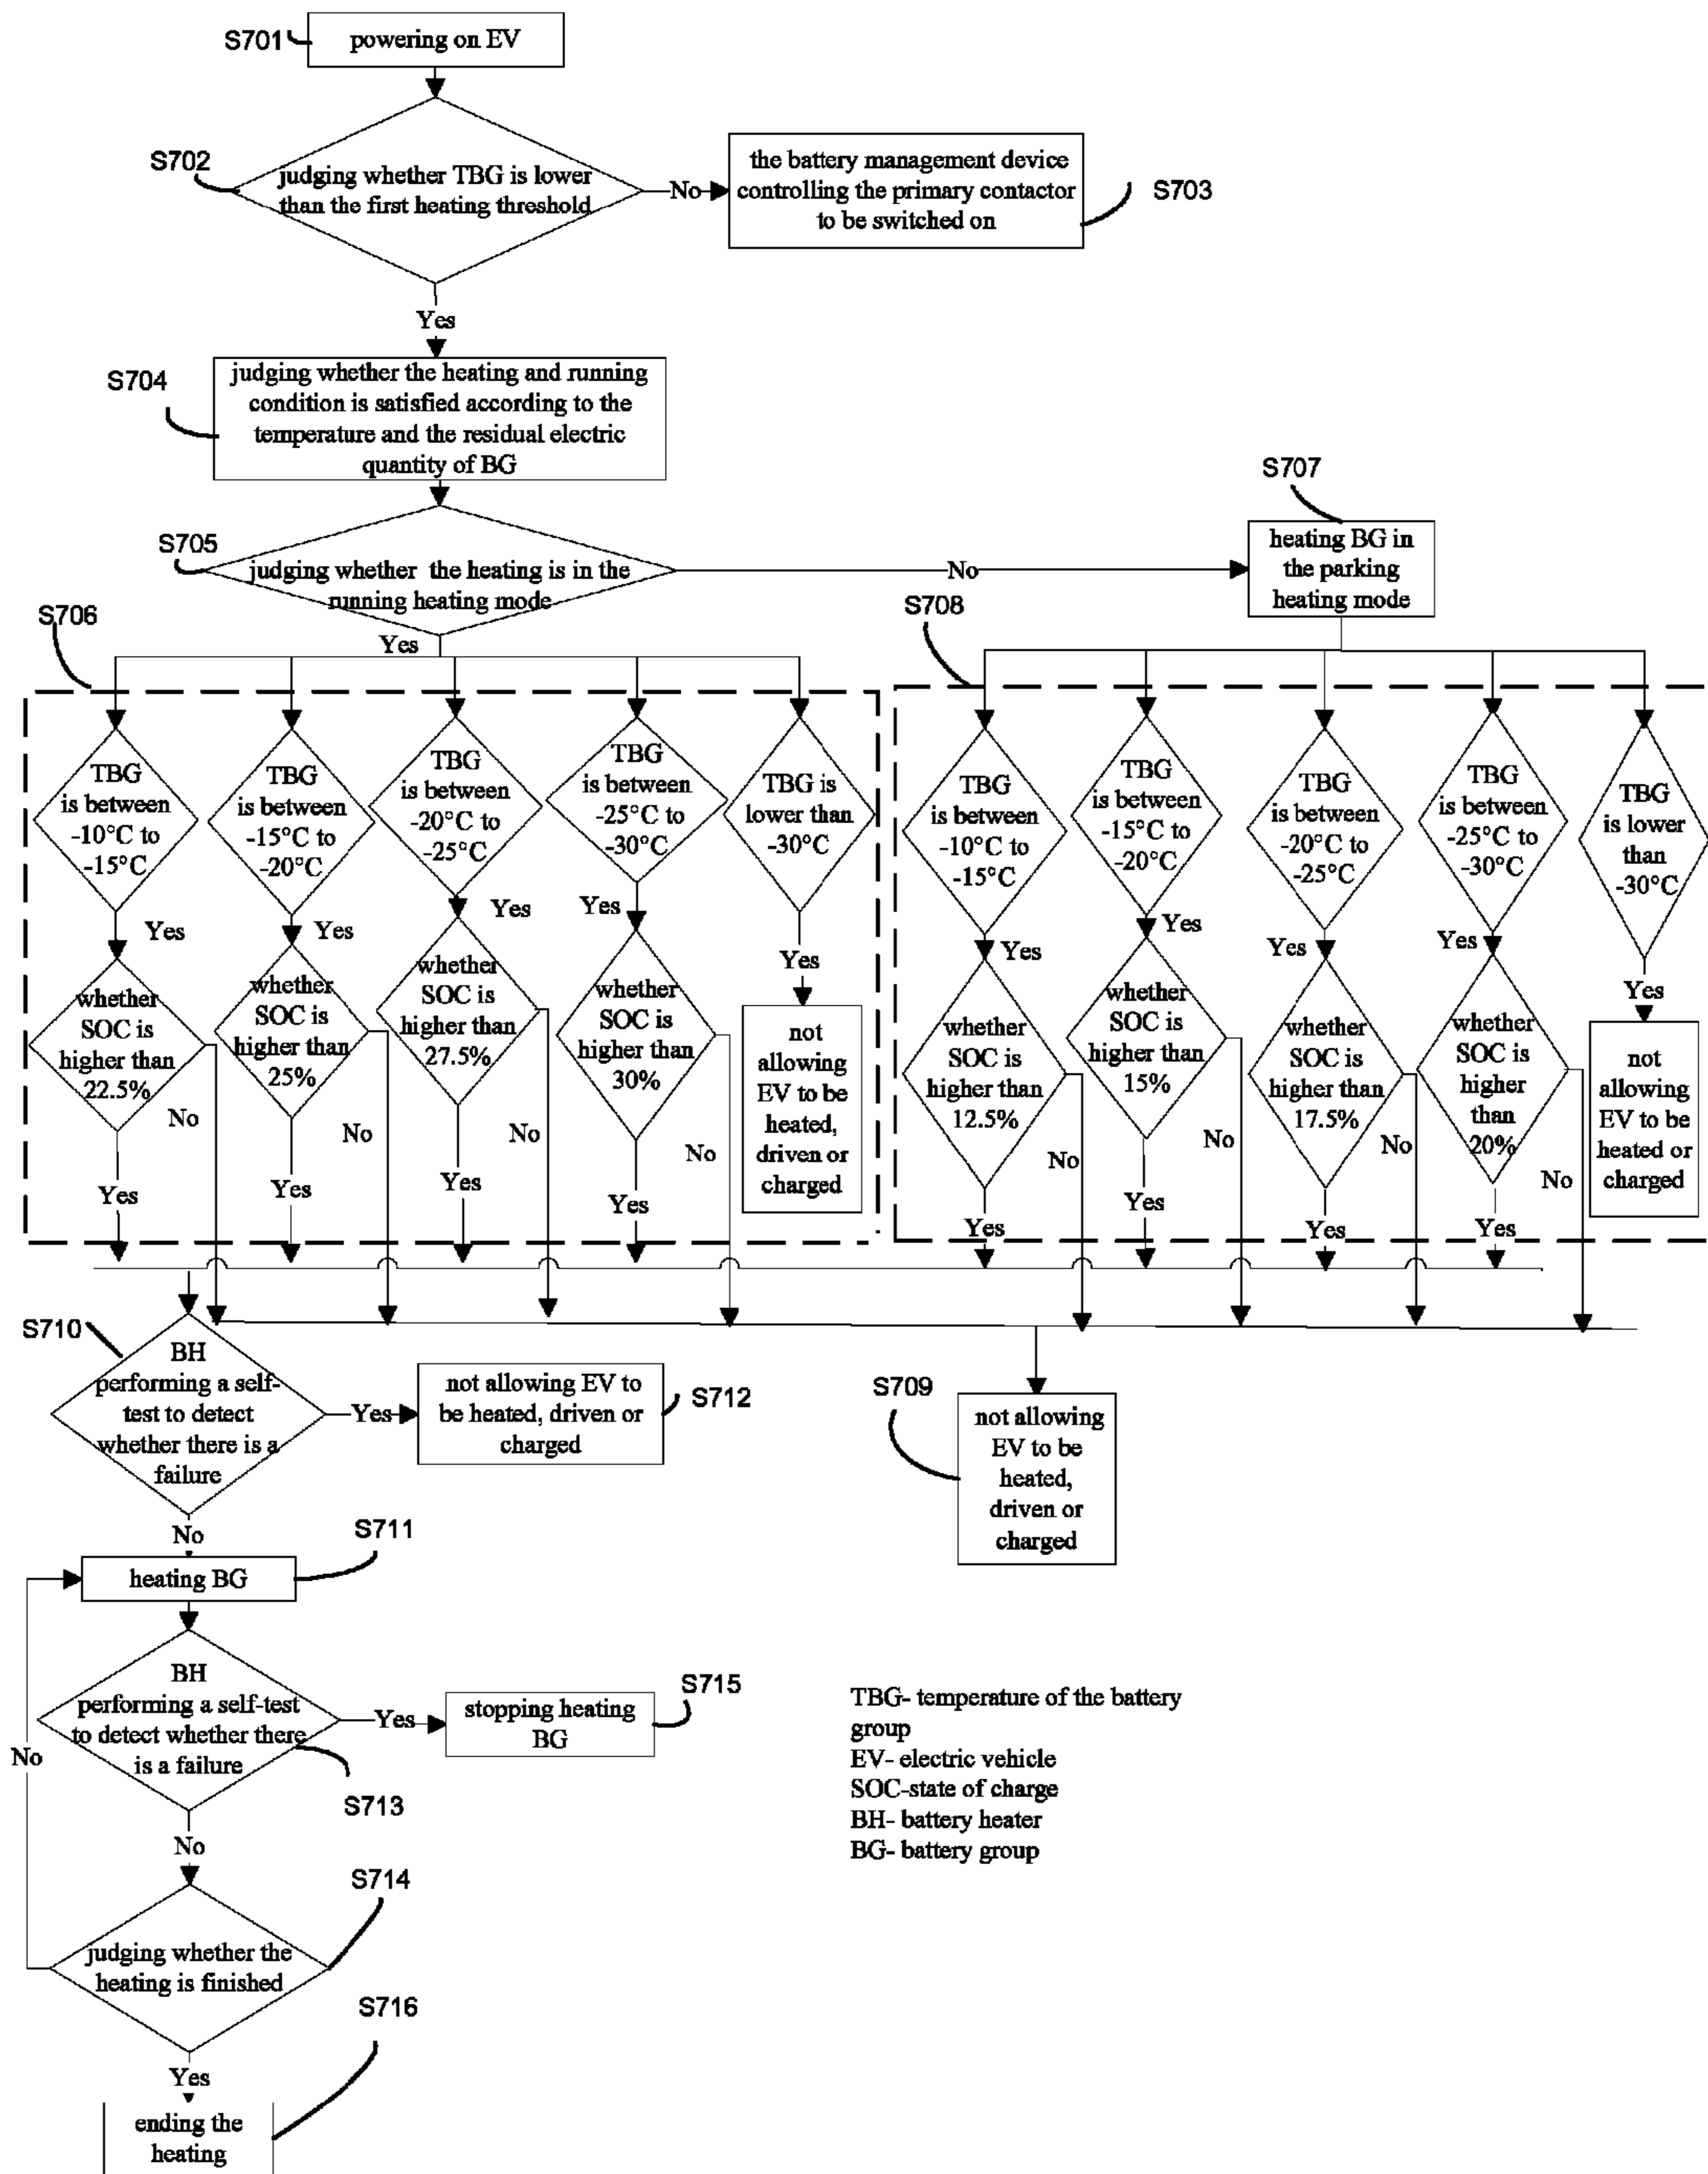 S701
powering on EV
S702
judging whether TBG is lower
than the first heating threshold
No
the battery management device
controlling the primary contactor
to be switched on
S703
Yes
S704
judging whether the heating and running
condition is satisfied according to the
temperature and the residual electric
quantity of BG
S705
judging whether the heating is in the
running heating mode
No
S707
heating BG in
the parking
heating mode
S706
Yes
S708
TBG
is between
-10°C to
-15°C
TBG
is between
-15°C to
-20°C
TBG
is between
-20°C to
-25°C
TBG
is between
-25°C to
-30°C
TBG is
lower than
-30°C
TBG
is between
-10°C to
-15°C
TBG
is between
-15°C to
-20°C
TBG
is between
-20°C to
-25°C
TBG
is between
-25°C to
-30°C
TBG
is lower
than
-30°C
Yes
Yes
Yes
Yes
Yes
Yes
Yes
Yes
Yes
Yes
whether
SOC is
higher than
22.5%
whether
SOC is
higher than
25%
whether
SOC is
higher than
27.5%
whether
SOC is
higher than
30%
not
allowing
EV to be
heated,
driven or
charged
whether
SOC is
higher than
12.5%
whether
SOC is
higher than
15%
whether
SOC is
higher than
17.5%
whether
SOC is
higher
than
20%
not
allowing
EV to be
heated or
charged
No
No
No
No
No
No
No
No
Yes
Yes
Yes
Yes
Yes
Yes
Yes
Yes
S710
BH
performing a self-
test to detect
whether there is a
failure
Yes
not allowing EV to
be heated, driven or
charged
S712
S709
not allowing
EV to be
heated,
driven or
charged
No
S711
heating BG
BH
performing a self-test
to detect whether there
is a failure
Yes
stopping heating
BG
S715
No
S713
No
S714
judging whether the
heating is finished
S716
Yes
ending the
heating
TBG- temperature of the battery
group
EV- electric vehicle
SOC-state of charge
BH- battery heater
BG- battery group